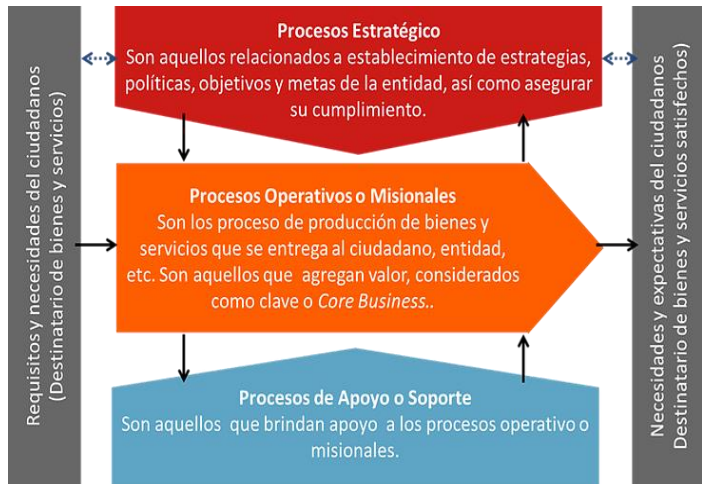 Requisitos y necesidades del ciudadanos
(Destinatario de bienes y servicios)
Procesos Estratégico
Son aquellos relacionados a establecimiento de estrategias,
políticas, objetivos y metas de la entidad, así como asegurar
su cumplimiento.
Procesos Operativos o Misionales
Son los proceso de producción de bienes y
servicios que se entrega al ciudadano, entidad,
etc. Son aquellos que agregan valor, considerados
como clave o Core Business..
Procesos de Apoyo o Soporte
Son aquellos que brindan apoyo a los procesos operativo o
misionales.
Necesidades y expectativas del ciudadanos
Destinatario de bienes y servicios satisfechos)